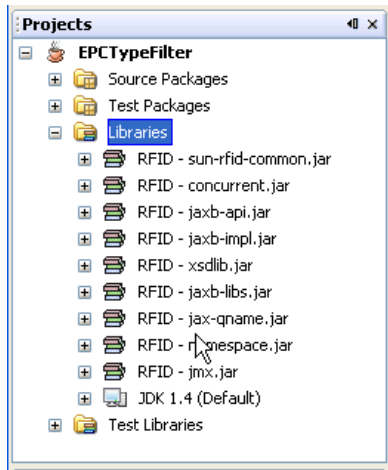 Projects
EPCTypeFilter
Source Packages
Test Packages
Libraries
RFID - sun-rfid-common.jar
RFID - concurrent.jar
RFID - jaxb-api.jar
RFID - jaxb-impl.jar
RFID - xsdlib.jar
RFID - jaxb-libs.jar
RFID - jax-qname.jar
RFID - namespace.jar
RFID - jmx.jar
JDK 1.4 (Default)
Test Libraries